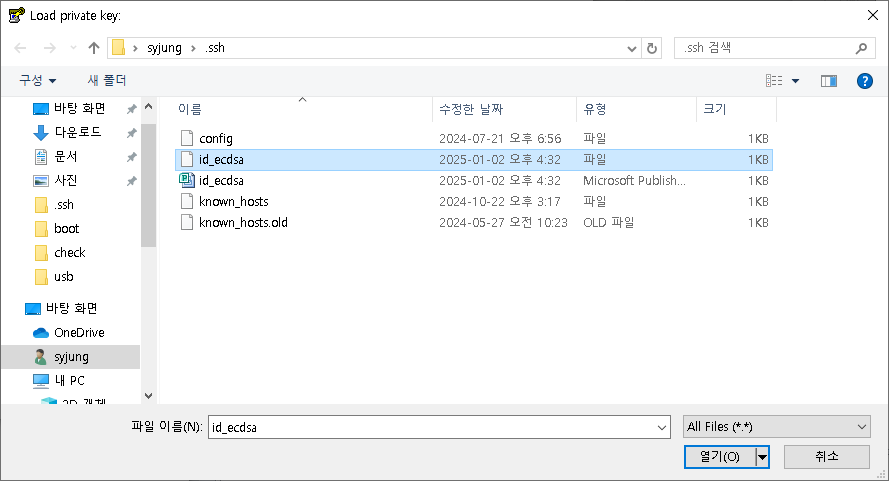 Load private key:
syjung > .ssh
.ssh 검색
구성
새 폴더
바탕 화면
다운로드
문서
사진
.ssh
boot
check
usb
바탕 화면
OneDrive
syjung
내 PC
3D 개체
이름 수정한 날짜 유형 크기
config 2024-07-21 오후 6:56 파일 1KB
id_ecdsa 2025-01-02 오후 4:32 파일 1KB
id_ecdsa 2025-01-02 오후 4:32 Microsoft Publish... 1KB
known_hosts 2024-10-22 오후 3:17 파일 1KB
known_hosts.old 2024-05-27 오전 10:23 OLD 파일 1KB
파일 이름(N): id_ecdsa
All Files (*.*)
열기(O)
취소